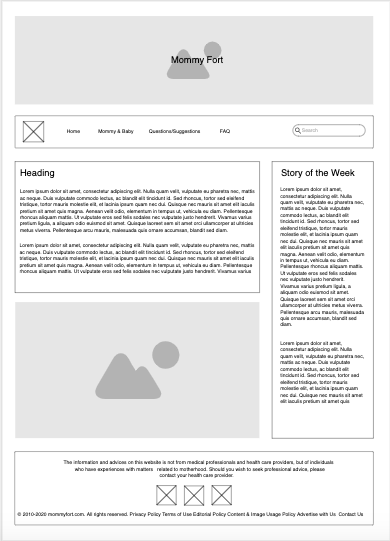 Mommy Fort
Home Mommy & Baby Questions/Suggestions FAQ Search
Heading
Lorem ipsum dolor sit amet, consectetur adipiscing elit. Nulla quam velit, vulputate eu pharetra nec, mattis
ac neque. Duis vulputate commodo lectus, ac blandit elit tincidunt id. Sed rhoncus, tortor sed eleifend
tristique, tortor mauris molestie elit, et lacinia ipsum quam nec dui. Quisque nec mauris sit amet elit iaculis
pretium sit amet quis magna. Aenean velit odio, elementum in tempus ut, vehicula eu diam. Pellentesque
rhoncus aliquam mattis. Ut vulputate eros sed felis sodales nec vulputate justo hendrerit. Vivamus varius
pretium ligula, a aliquam odio euismod sit amet. Quisque laoreet sem sit amet orci ullamcorper at ultricies
metus viverra. Pellentesque arcu mauris, malesuada quis ornare accumsan, blandit sed diam.
Lorem ipsum dolor sit amet, consectetur adipiscing elit. Nulla quam velit, vulputate eu pharetra nec, mattis
ac neque. Duis vulputate commodo lectus, ac blandit elit tincidunt id. Sed rhoncus, tortor sed eleifend
tristique, tortor mauris molestie elit, et lacinia ipsum quam nec dui. Quisque nec mauris sit amet elit iaculis
pretium sit amet quis magna. Aenean velit odio, elementum in tempus ut, vehicula eu diam. Pellentesque
rhoncus aliquam mattis. Ut vulputate eros sed felis sodales nec vulputate justo hendrerit. Vivamus varius
Story of the Week
Lorem ipsum dolor sit amet,
consectetur adipiscing elit. Nulla
quam velit, vulputate eu pharetra
nec, mattis ac neque. Duis vulputate
commodo lectus, ac blandit elit
tincidunt id. Sed rhoncus, tortor sed
eleifend tristique, tortor mauris
molestie elit, et lacinia ipsum quam
nec dui. Quisque nec mauris sit amet
elit iaculis pretium sit amet quis
magna. Aenean velit odio, elementum
in tempus ut, vehicula eu diam.
Pellentesque rhoncus aliquam mattis.
Ut vulputate eros sed felis sodales
nec vulputate justo hendrerit.
Vivamus varius pretium ligula, a
aliquam odio euismod sit amet.
Quisque laoreet sem sit amet orci
ullamcorper at ultricies metus
viverra. Pellentesque arcu mauris,
malesuada quis ornare accumsan, blandit sed
diam.
Lorem ipsum dolor sit amet,
consectetur adipiscing elit. Nulla
quam velit, vulputate eu pharetra
nec, mattis ac neque. Duis vulputate
commodo lectus, ac blandit elit
tincidunt id. Sed rhoncus, tortor sed
eleifend tristique, tortor mauris
molestie elit, et lacinia ipsum quam
nec dui. Quisque nec mauris sit amet
elit iaculis pretium sit amet quis
The information and advices on this website is not from medical professionals and health care providers, but of individuals
who have experiences with matters related to motherhood. Should you wish to seek professional advice, please
contact your health care provider.
© 2010-2020 mommyfort.com. All rights reserved. Privacy Policy Terms of Use Editorial Policy Content & Image Usage Policy Advertise with Us Contact Us